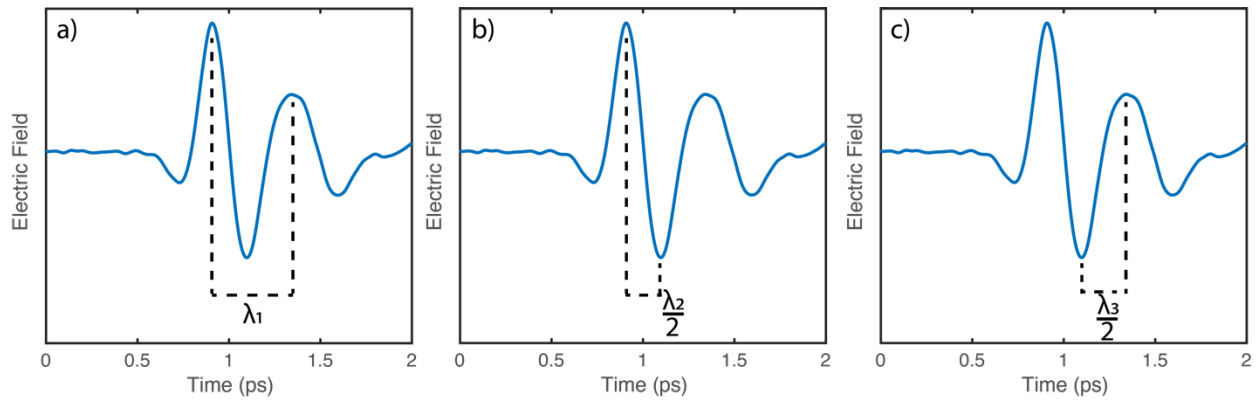 a)
Electric Field
λ1
0 0.5 1 1.5 2
Time (ps)
b)
Electric Field
λ2
2
0 0.5 1 1.5 2
Time (ps)
c)
Electric Field
λ3
2
0 0.5 1 1.5 2
Time (ps)